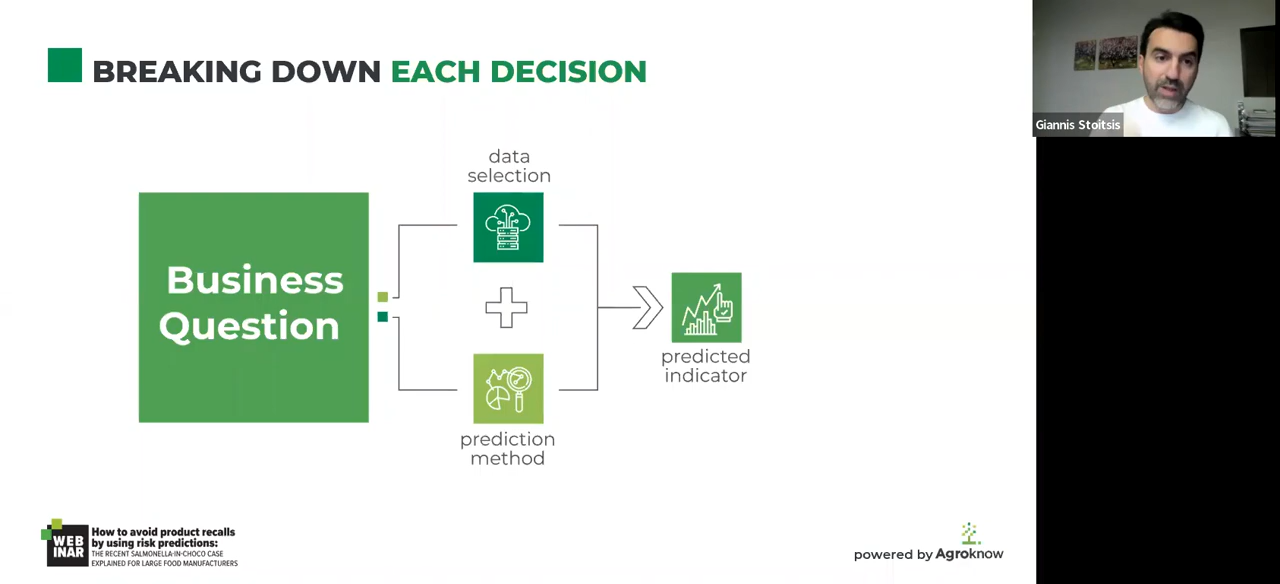 BREAKING DOWN EACH DECISION
Giannis Stoitsis
data
selection
Business
Question
predicted
indicator
prediction
method
WEB
INAR
How to avoid product recalls
by using risk predictions:
THE RECENT SALMONELLA-IN-CHOCO CASE
EXPLAINED FOR LARGE FOOD MANUFACTURERS
powered by Agroknow